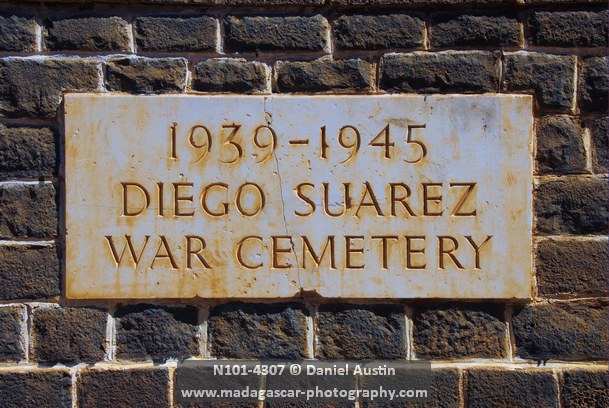 1939-1945
DIEGO SUAREZ
WAR CEMETERY
N101-4307 © Daniel Austin
www.madagascar-photography.com